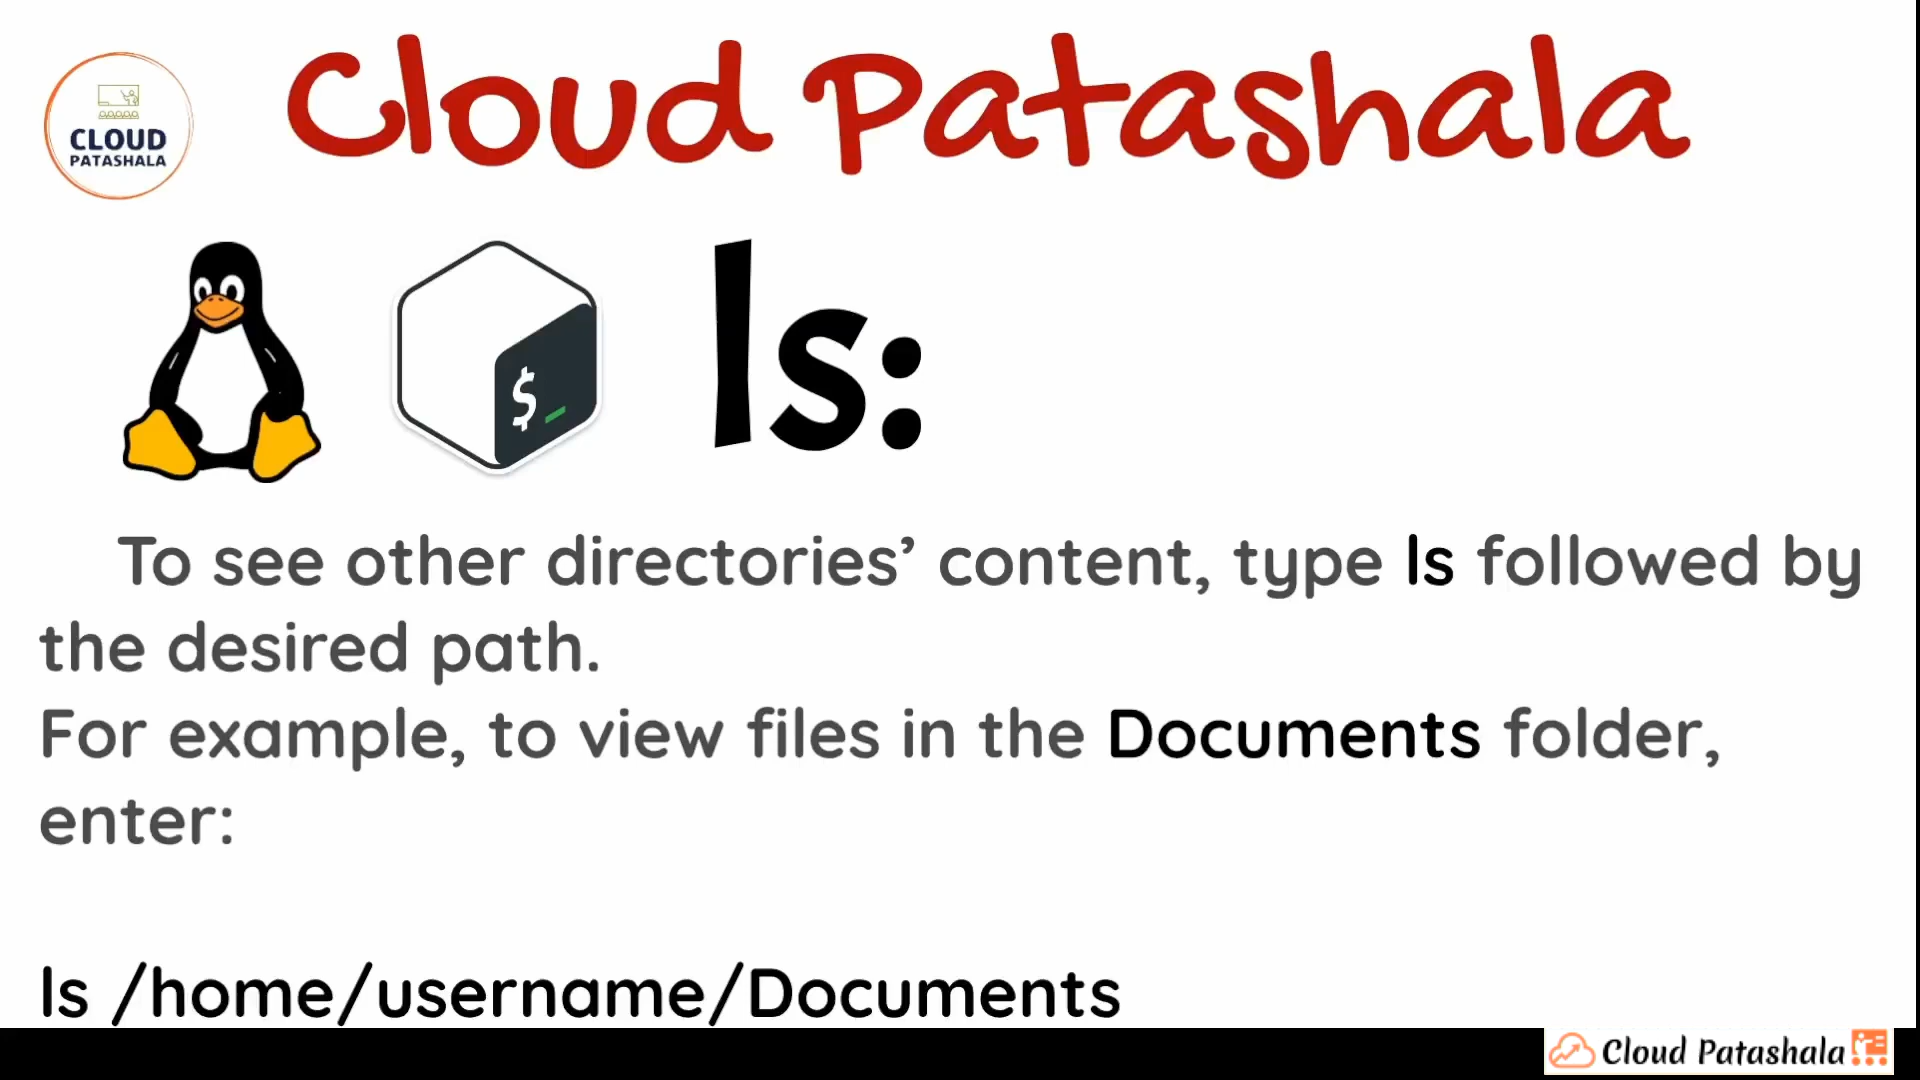 Cloud Patashala
CLOUD
PATASHALA
$_
ls:
To see other directories’ content, type ls followed by
the desired path.
For example, to view files in the Documents folder,
enter:
ls /home/username/Documents
Cloud Patashala